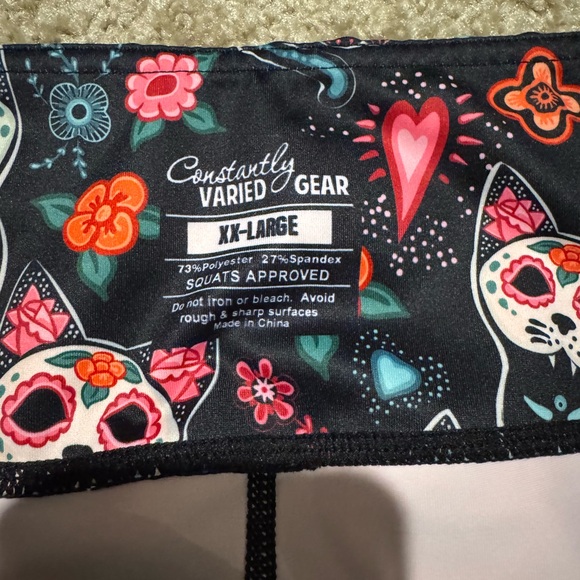 Constantly
VARIED GEAR
XX-LARGE
73%Polyester 27%Spandex
SQUATS APPROVED
Do not iron or bleach. Avoid
rough & sharp surfaces
Made in China